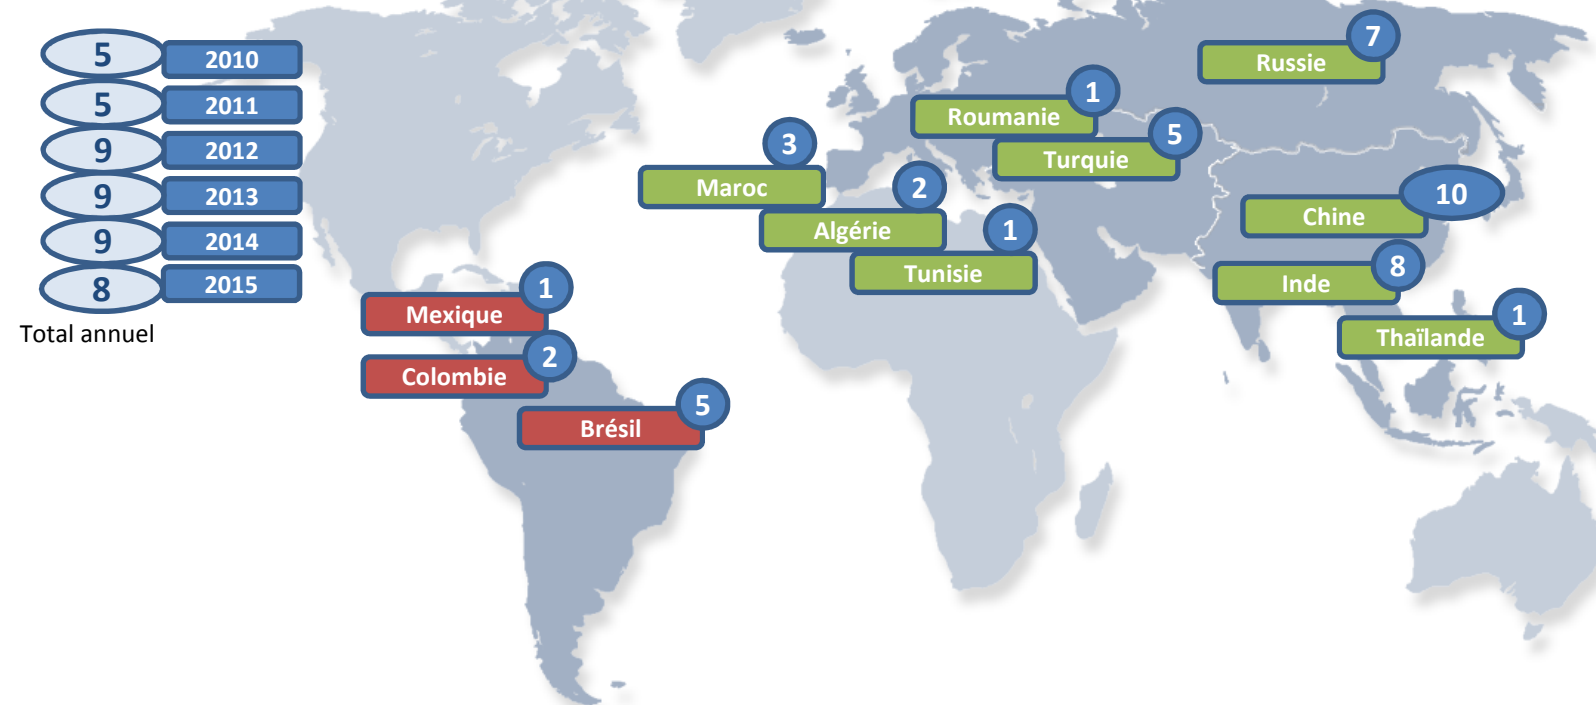 5 2010
5 2011
9 2012
9 2013
9 2014
8 2015
Total annuel
7
Russie
1
Roumanie
5
Turquie
3
Maroc
2
Algérie
1
Tunisie
10
Chine
8
Inde
1
Thaïlande
1
Mexique
2
Colombie
5
Brésil